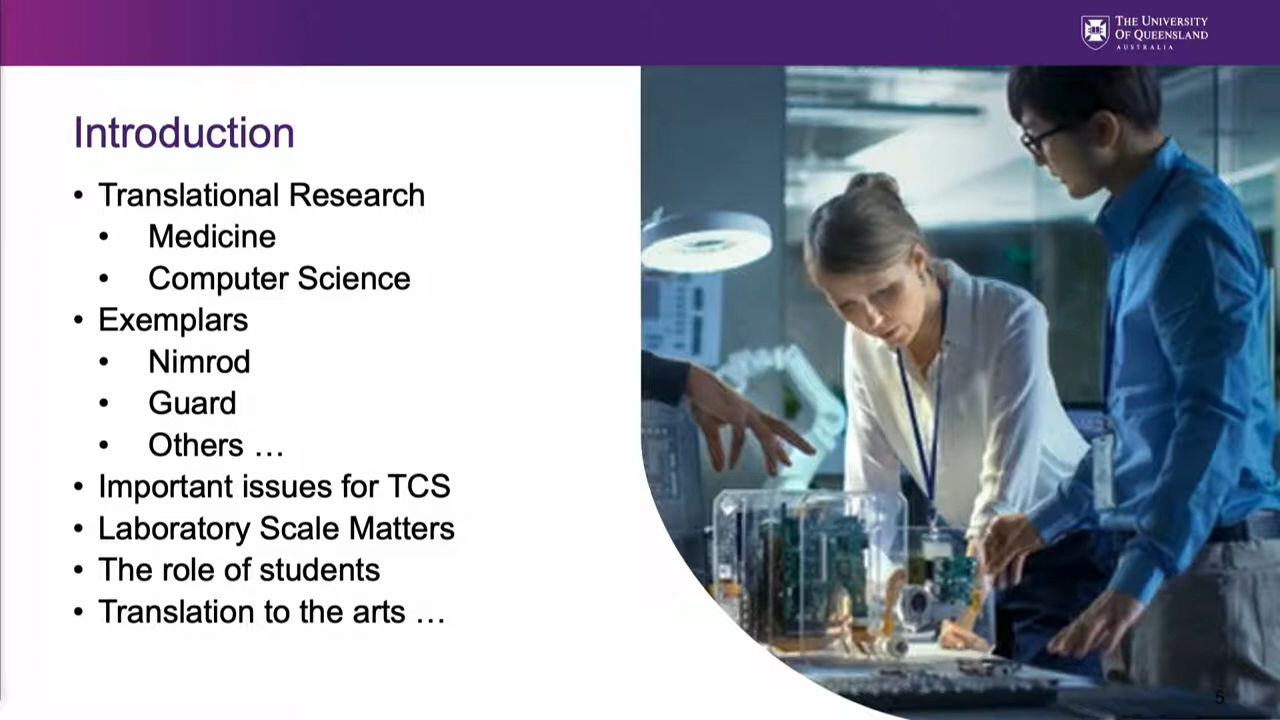 THE UNIVERSITY
OF QUEENSLAND
AUSTRALIA
Introduction
• Translational Research
• Medicine
• Computer Science
• Exemplars
• Nimrod
• Guard
• Others …
• Important issues for TCS
• Laboratory Scale Matters
• The role of students
• Translation to the arts …
5